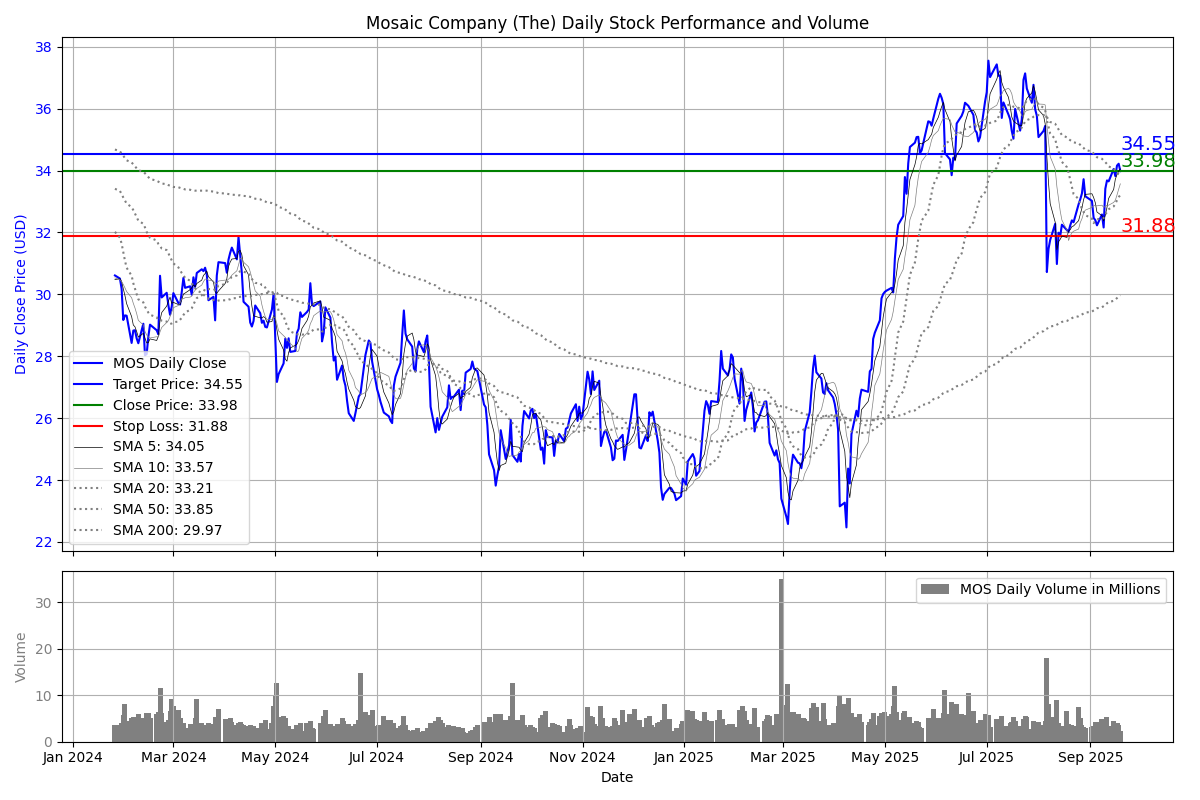 Mosaic Company (The) Daily Stock Performance and Volume
Daily Close Price (USD)
38
36
34
32
30
28
26
24
22
34.55
33.98
31.88
MOS Daily Close
Target Price: 34.55
Close Price: 33.98
Stop Loss: 31.88
SMA 5: 34.05
SMA 10: 33.57
SMA 20: 33.21
SMA 50: 33.85
SMA 200: 29.97
Volume
30
20
10
0
MOS Daily Volume in Millions
Jan 2024
Mar 2024
May 2024
Jul 2024
Sep 2024
Nov 2024
Jan 2025
Mar 2025
May 2025
Jul 2025
Sep 2025
Date